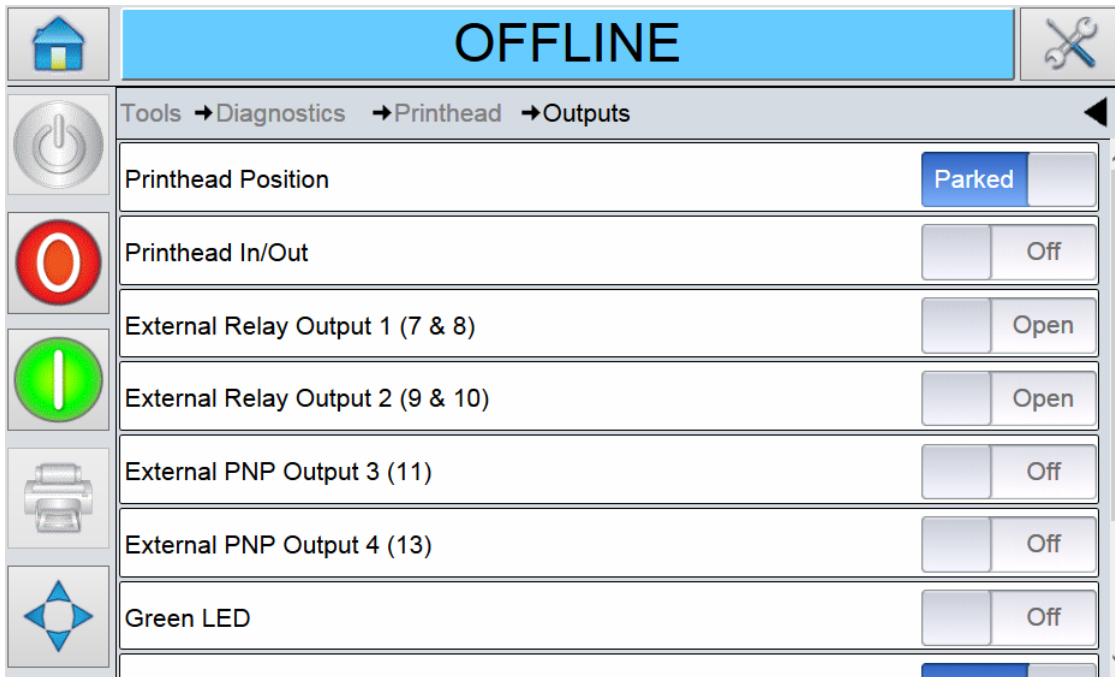 OFFLINE
Tools →Diagnostics →Printhead →Outputs
Printhead Position Parked
Printhead In/Out Off
External Relay Output 1 (7 & 8) Open
External Relay Output 2 (9 & 10) Open
External PNP Output 3 (11) Off
External PNP Output 4 (13) Off
Green LED Off